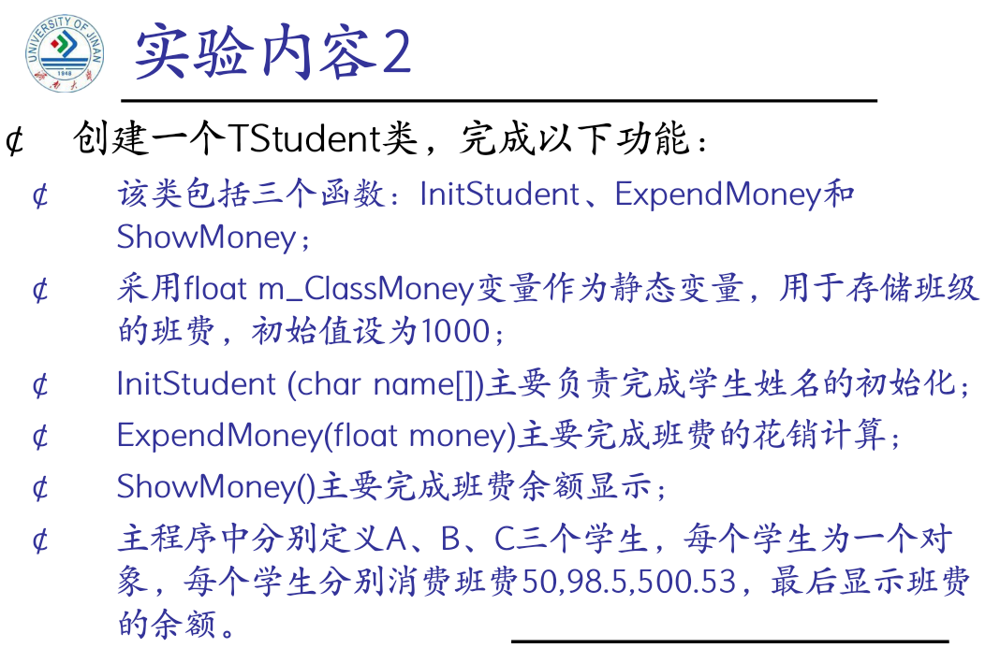 UNIVERSITY OF JINAN
1948
济南大学
实验内容2
¢ 创建一个TStudent类，完成以下功能：
¢ 该类包括三个函数：InitStudent、ExpendMoney和
ShowMoney；
¢ 采用float m_ClassMoney变量作为静态变量，用于存储班级
的班费，初始值设为1000；
¢ InitStudent (char name[])主要负责完成学生姓名的初始化；
¢ ExpendMoney(float money)主要完成班费的花销计算；
¢ ShowMoney()主要完成班费余额显示；
¢ 主程序中分别定义A、B、C三个学生，每个学生为一个对
象，每个学生分别消费班费50,98.5,500.53，最后显示班费
的余额。